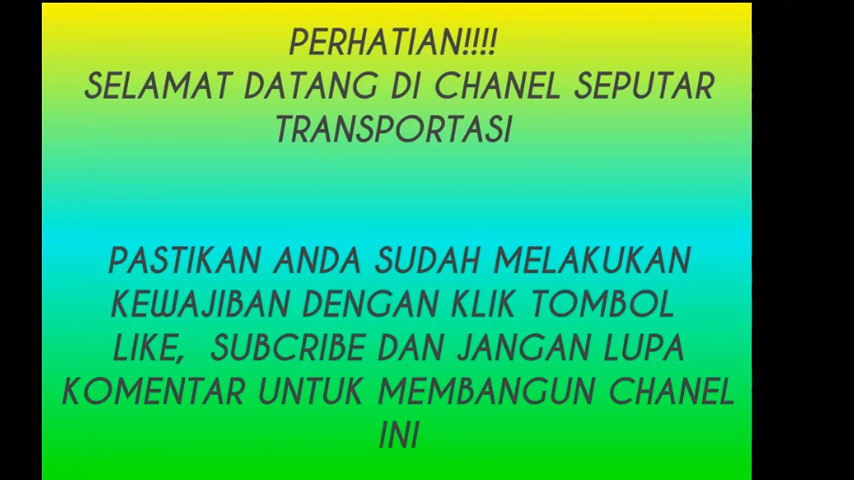 PERHATIAN!!!!
SELAMAT DATANG DI CHANEL SEPUTAR
TRANSPORTASI
PASTIKAN ANDA SUDAH MELAKUKAN
KEWAJIBAN DENGAN KLIK TOMBOL
LIKE, SUBCRIBE DAN JANGAN LUPA
KOMENTAR UNTUK MEMBANGUN CHANEL
INI